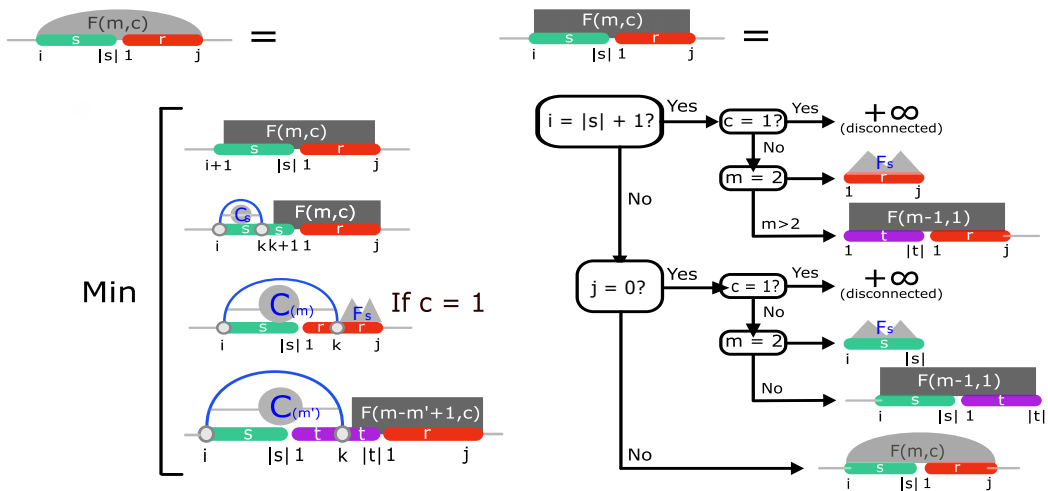 F(m,c)
s r =
i |s| 1 j
F(m,c)
s r =
i |s| 1 j
Min
F(m,c)
s r
i+1 |s| 1 j
Cs F(m,c)
s s r
i k k+1 1 j
C(m) Fs If c = 1
s r r
i |s| 1 k j
C(m') F(m-m'+1,c)
s t t r
i |s| 1 k |t| 1 j
i = |s| + 1? Yes c = 1? Yes +∞
(disconnected)
No
m = 2 Fs
r
1 j
m>2 F(m-1,1)
t r
1 |t| 1 j
No
j = 0? Yes c = 1? Yes +∞
(disconnected)
No
m = 2 Fs
s
i |s|
No F(m-1,1)
s t
i |s| 1 |t|
No F(m,c)
s r
i |s| 1 j